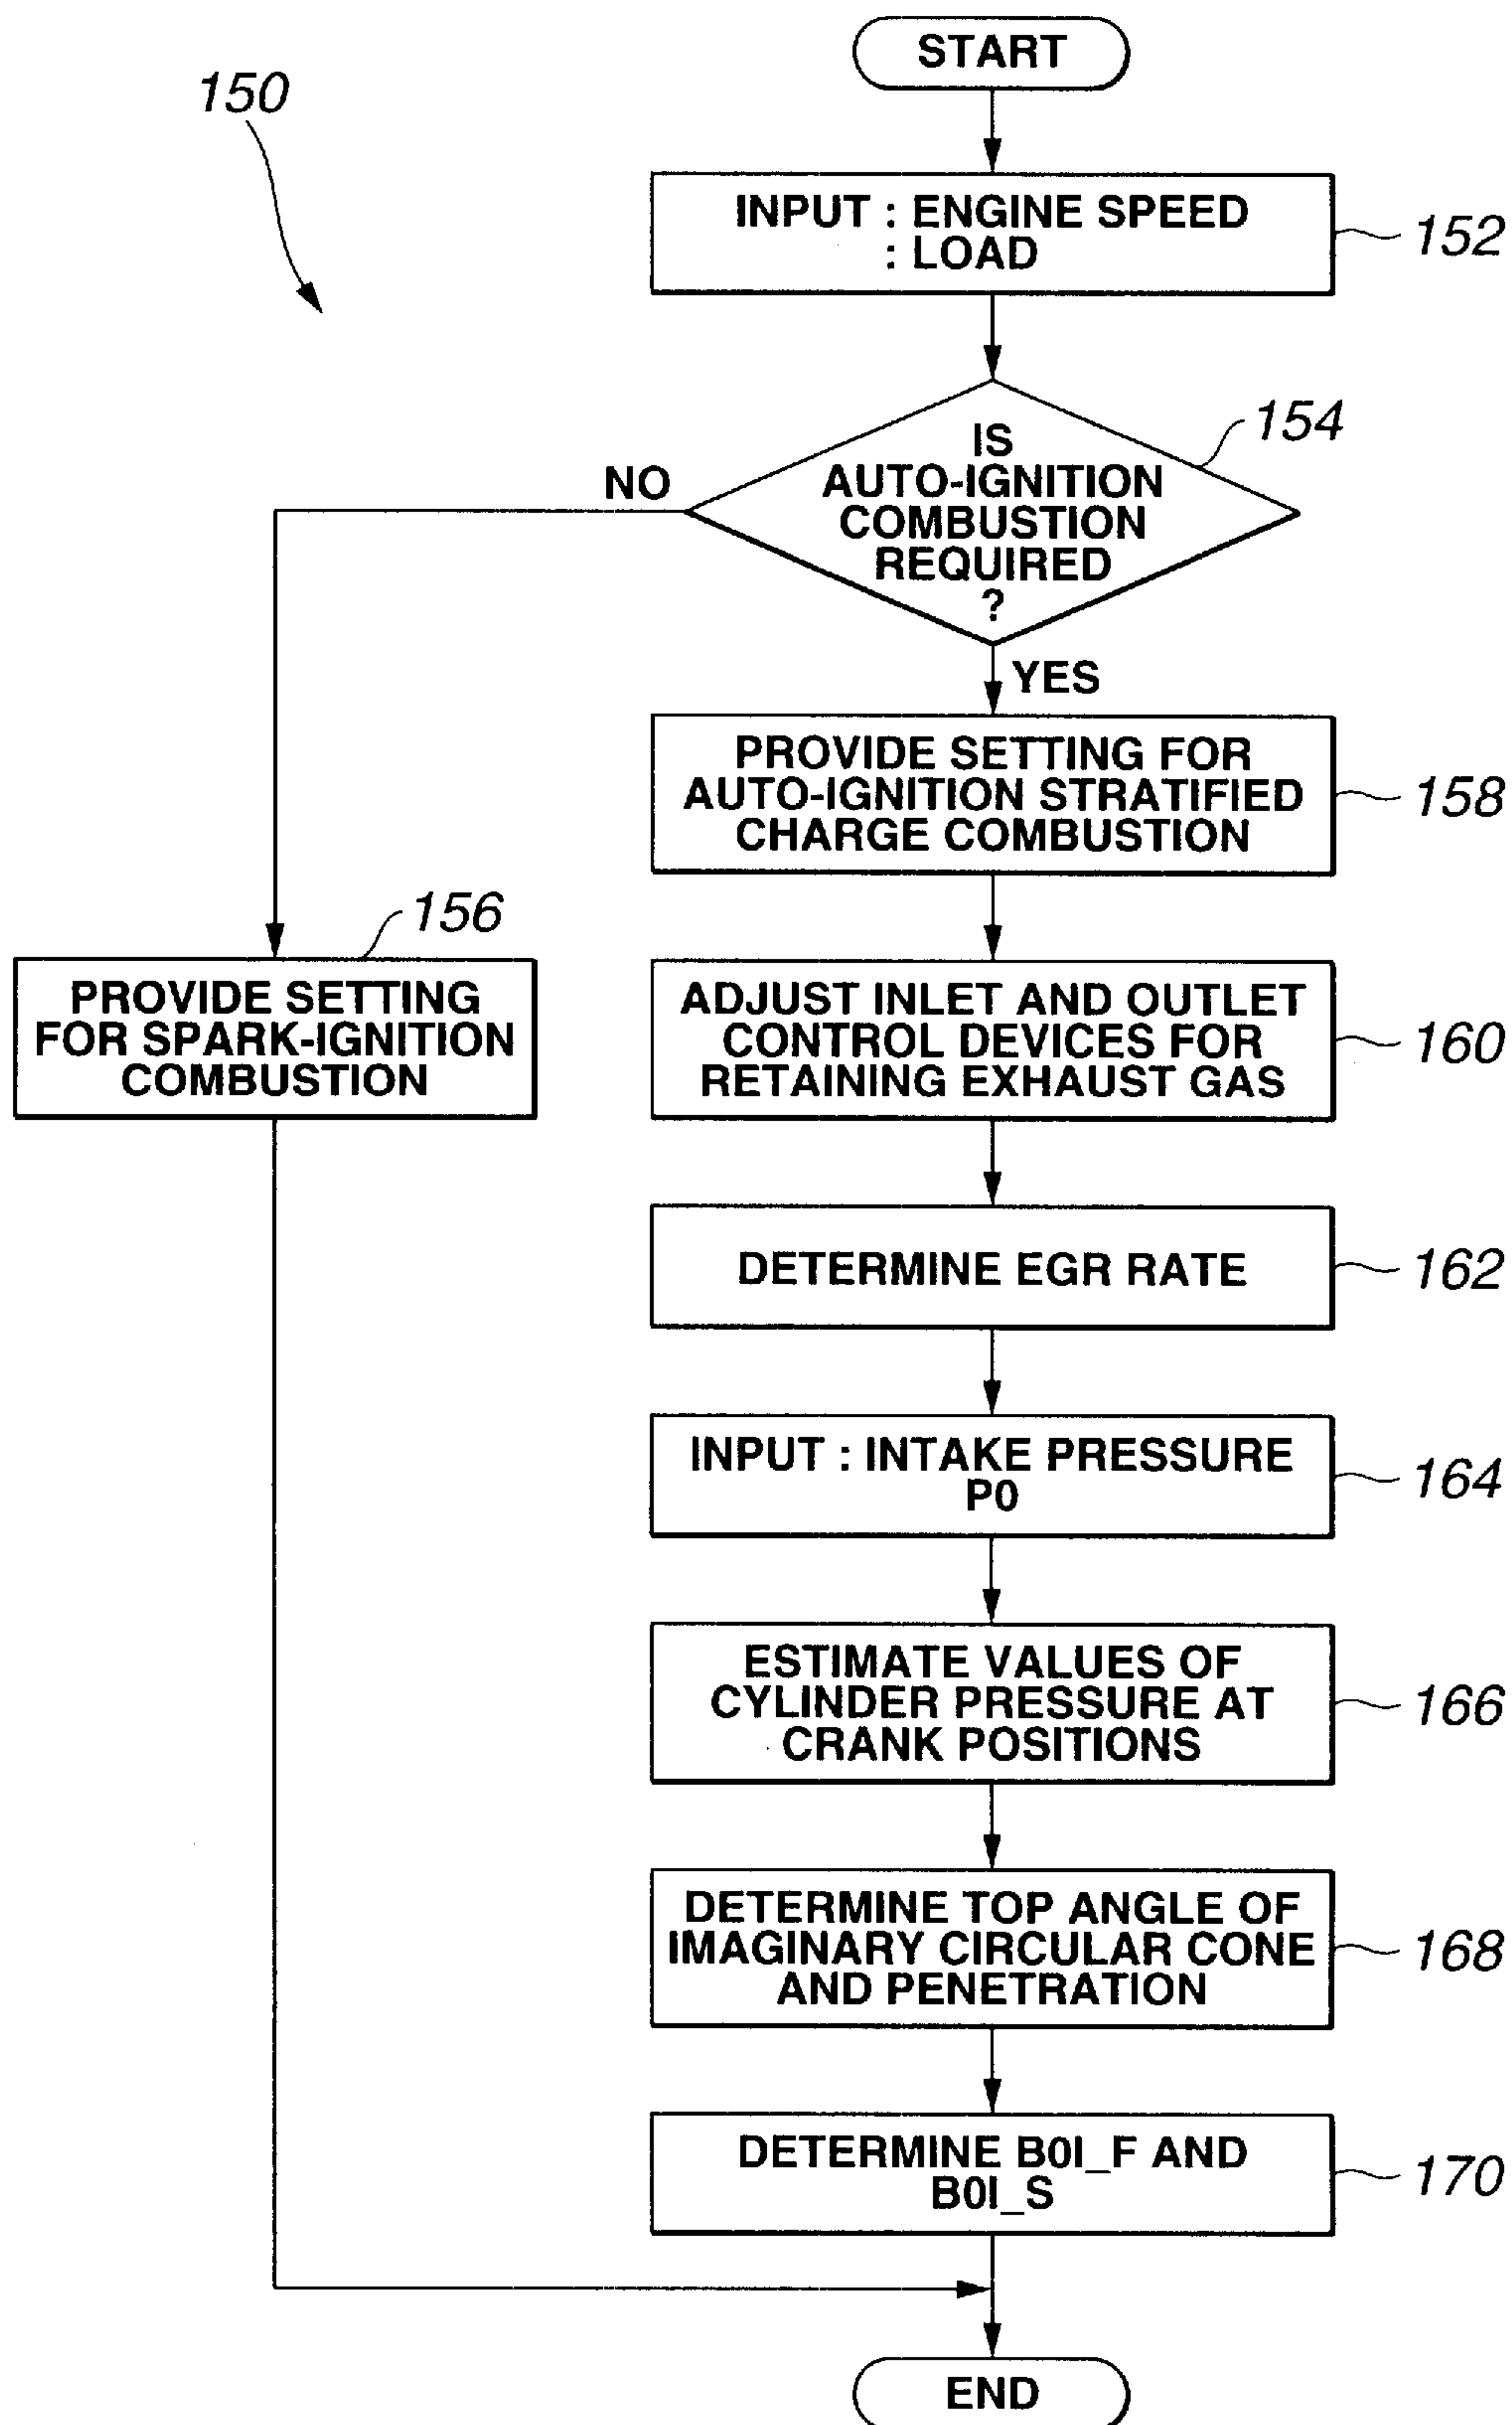 START
150
INPUT : ENGINE SPEED
: LOAD
152
154
IS
AUTO-IGNITION
COMBUSTION
REQUIRED
?
NO
YES
PROVIDE SETTING FOR
AUTO-IGNITION STRATIFIED
CHARGE COMBUSTION
158
156
PROVIDE SETTING
FOR SPARK-IGNITION
COMBUSTION
ADJUST INLET AND OUTLET
CONTROL DEVICES FOR
RETAINING EXHAUST GAS
160
DETERMINE EGR RATE
162
INPUT : INTAKE PRESSURE
P0
164
ESTIMATE VALUES OF
CYLINDER PRESSURE AT
CRANK POSITIONS
166
DETERMINE TOP ANGLE OF
IMAGINARY CIRCULAR CONE
AND PENETRATION
168
DETERMINE B0I_F AND
B0I_S
170
END